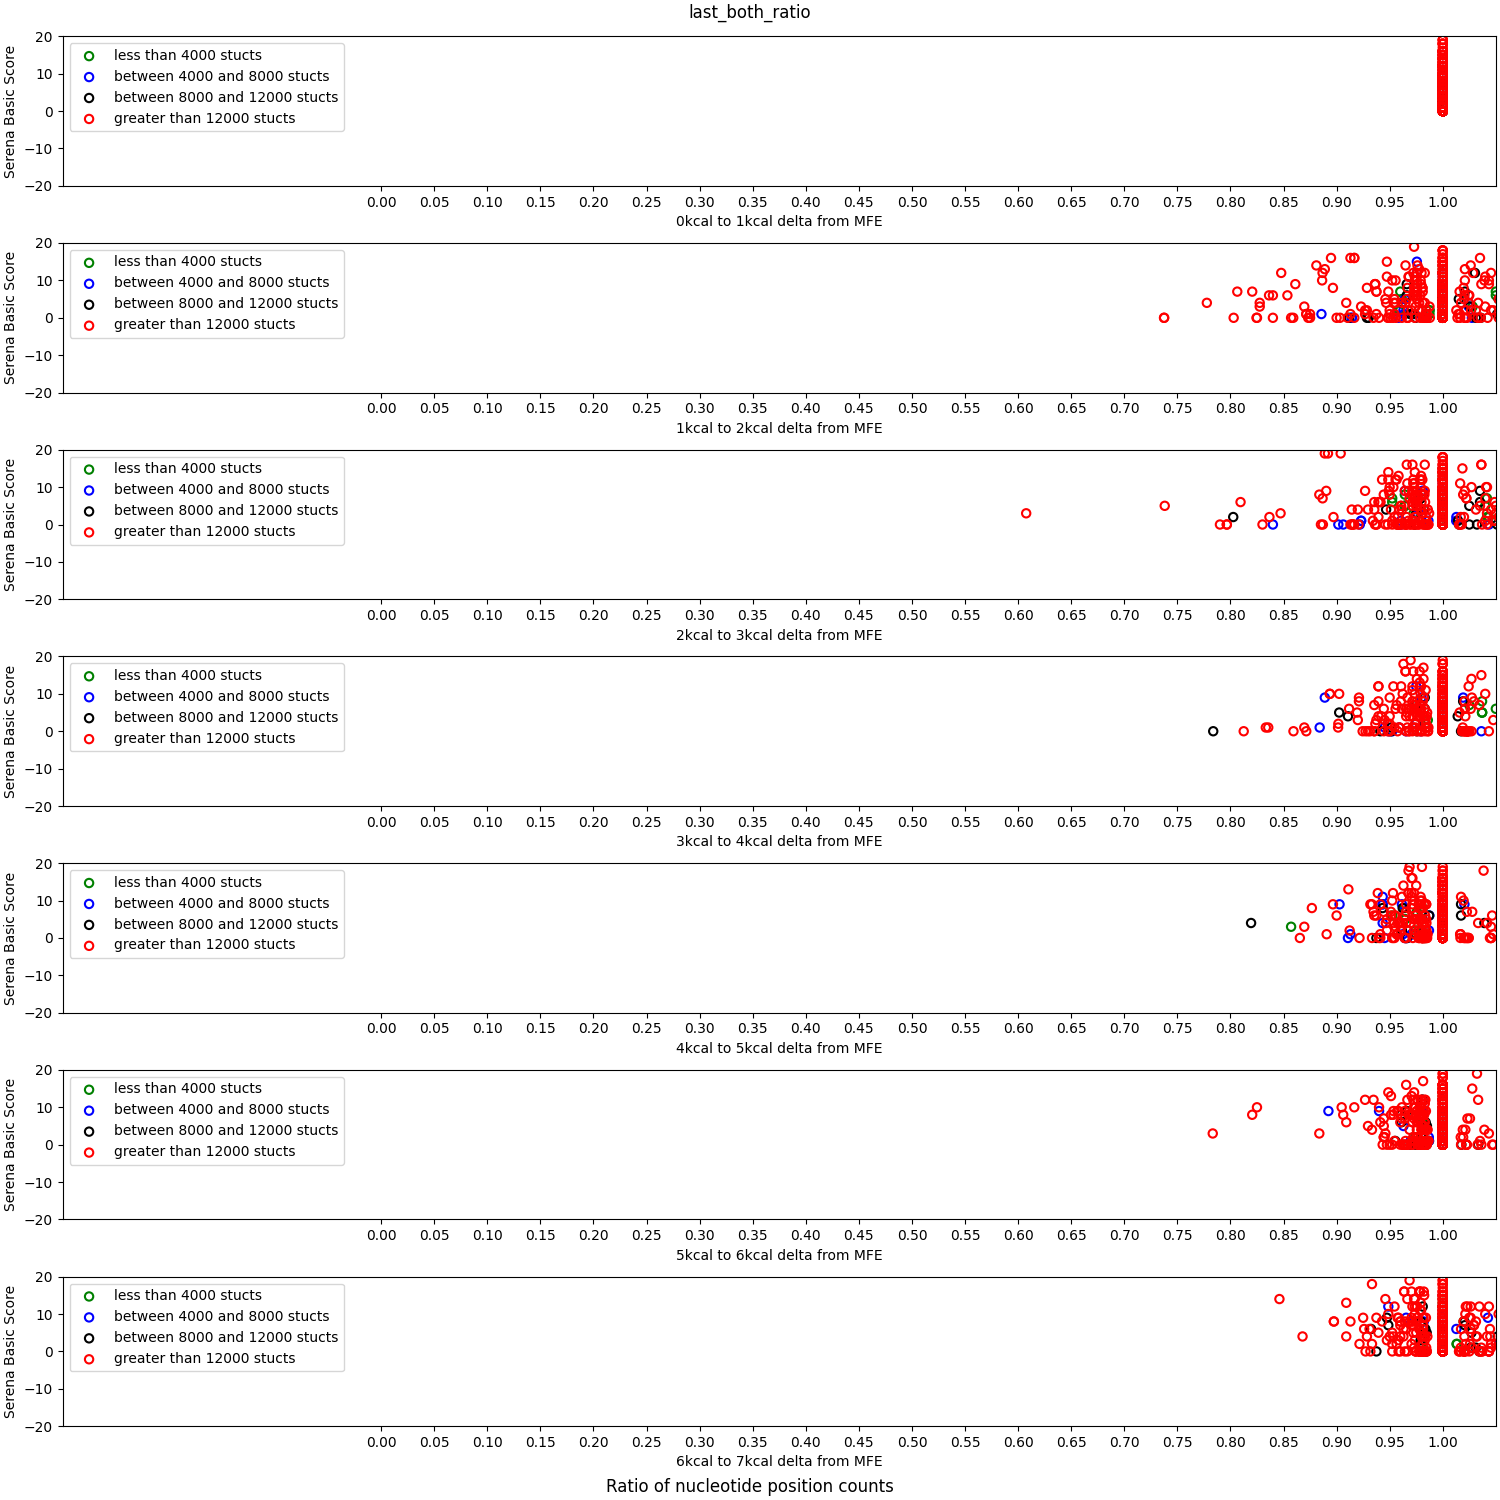 last_both_ratio
Serena Basic Score
20
10
0
−10
−20
less than 4000 stucts
between 4000 and 8000 stucts
between 8000 and 12000 stucts
greater than 12000 stucts
0.00 0.05 0.10 0.15 0.20 0.25 0.30 0.35 0.40 0.45 0.50 0.55 0.60 0.65 0.70 0.75 0.80 0.85 0.90 0.95 1.00
0kcal to 1kcal delta from MFE
Serena Basic Score
20
10
0
−10
−20
less than 4000 stucts
between 4000 and 8000 stucts
between 8000 and 12000 stucts
greater than 12000 stucts
0.00 0.05 0.10 0.15 0.20 0.25 0.30 0.35 0.40 0.45 0.50 0.55 0.60 0.65 0.70 0.75 0.80 0.85 0.90 0.95 1.00
1kcal to 2kcal delta from MFE
Serena Basic Score
20
10
0
−10
−20
less than 4000 stucts
between 4000 and 8000 stucts
between 8000 and 12000 stucts
greater than 12000 stucts
0.00 0.05 0.10 0.15 0.20 0.25 0.30 0.35 0.40 0.45 0.50 0.55 0.60 0.65 0.70 0.75 0.80 0.85 0.90 0.95 1.00
2kcal to 3kcal delta from MFE
Serena Basic Score
20
10
0
−10
−20
less than 4000 stucts
between 4000 and 8000 stucts
between 8000 and 12000 stucts
greater than 12000 stucts
0.00 0.05 0.10 0.15 0.20 0.25 0.30 0.35 0.40 0.45 0.50 0.55 0.60 0.65 0.70 0.75 0.80 0.85 0.90 0.95 1.00
3kcal to 4kcal delta from MFE
Serena Basic Score
20
10
0
−10
−20
less than 4000 stucts
between 4000 and 8000 stucts
between 8000 and 12000 stucts
greater than 12000 stucts
0.00 0.05 0.10 0.15 0.20 0.25 0.30 0.35 0.40 0.45 0.50 0.55 0.60 0.65 0.70 0.75 0.80 0.85 0.90 0.95 1.00
4kcal to 5kcal delta from MFE
Serena Basic Score
20
10
0
−10
−20
less than 4000 stucts
between 4000 and 8000 stucts
between 8000 and 12000 stucts
greater than 12000 stucts
0.00 0.05 0.10 0.15 0.20 0.25 0.30 0.35 0.40 0.45 0.50 0.55 0.60 0.65 0.70 0.75 0.80 0.85 0.90 0.95 1.00
5kcal to 6kcal delta from MFE
Serena Basic Score
20
10
0
−10
−20
less than 4000 stucts
between 4000 and 8000 stucts
between 8000 and 12000 stucts
greater than 12000 stucts
0.00 0.05 0.10 0.15 0.20 0.25 0.30 0.35 0.40 0.45 0.50 0.55 0.60 0.65 0.70 0.75 0.80 0.85 0.90 0.95 1.00
6kcal to 7kcal delta from MFE
Ratio of nucleotide position counts